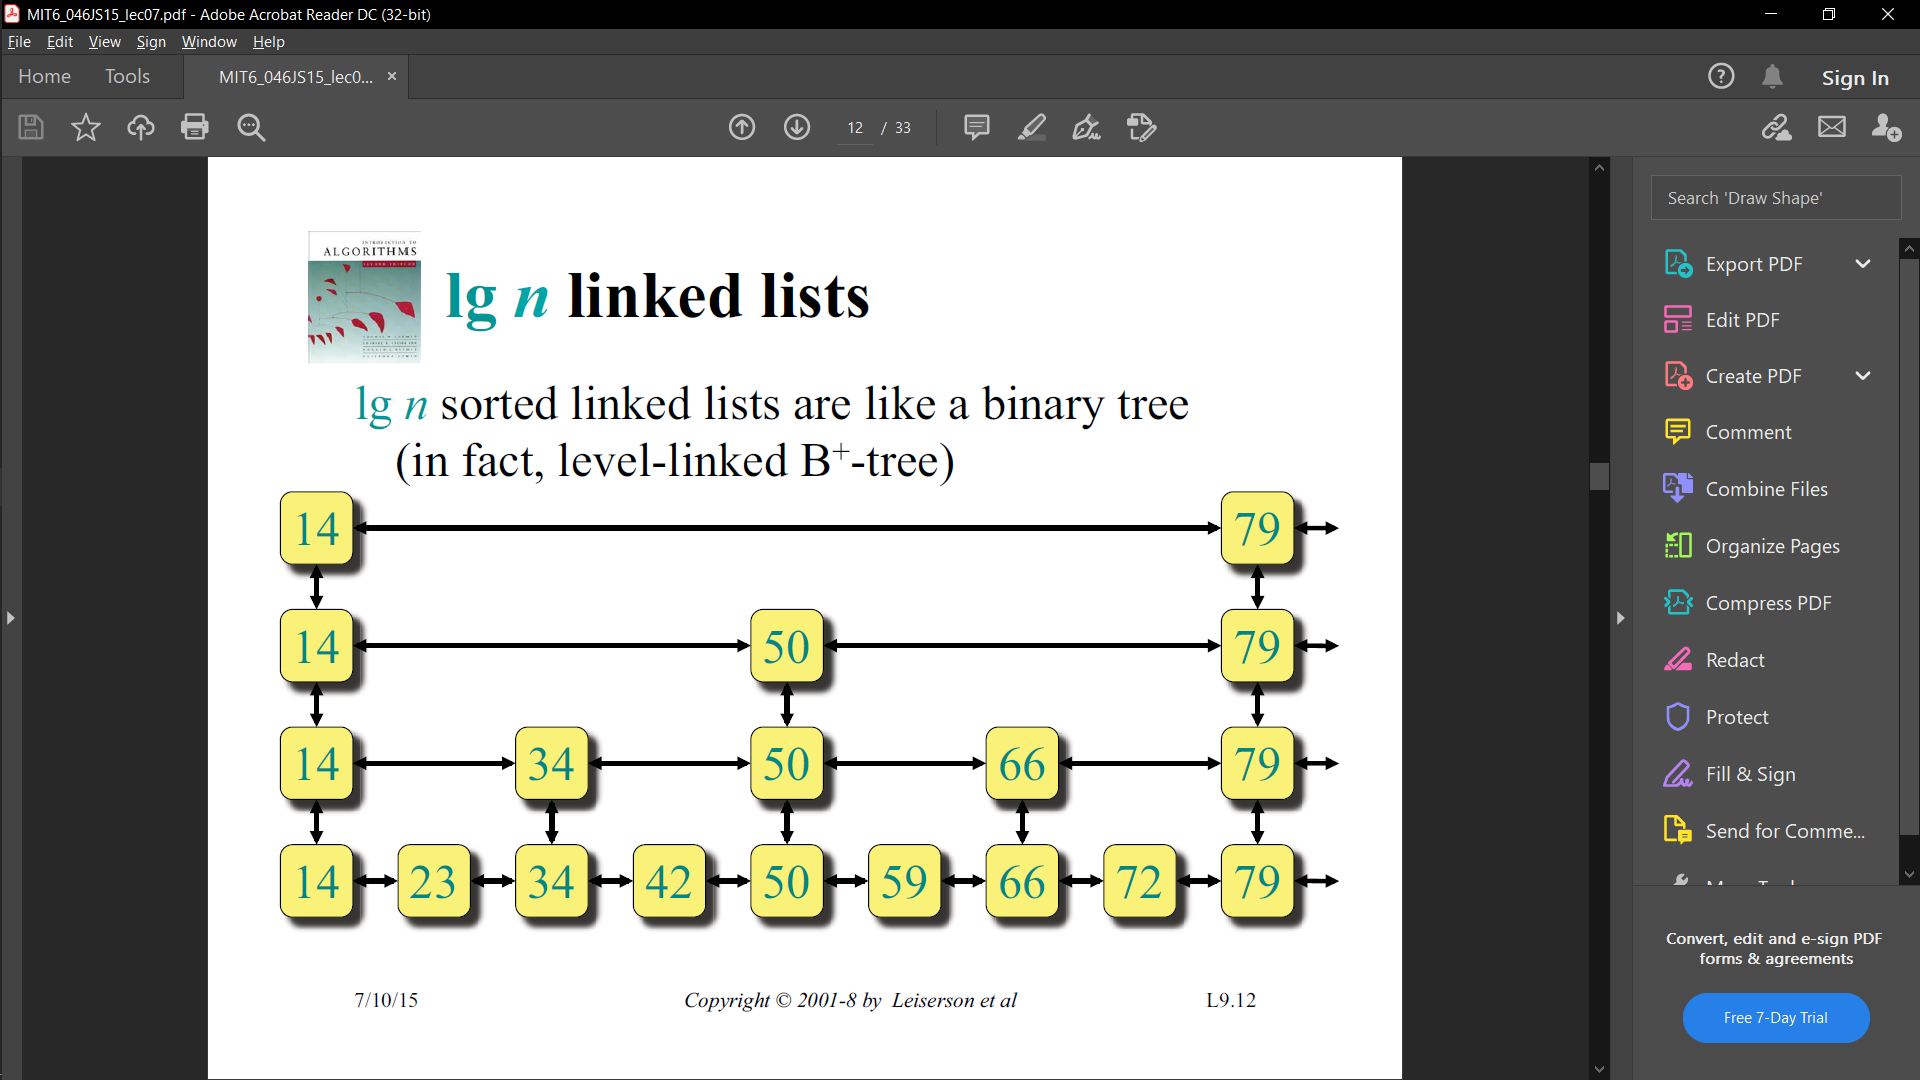 MIT6_046JS15_lec07.pdf - Adobe Acrobat Reader DC (32-bit)
File Edit View Sign Window Help
Home Tools MIT6_046JS15_lec0... × Sign In
12 / 33
Search 'Draw Shape'
INTRODUCTION TO
ALGORITHMS
lg n linked lists
lg n sorted linked lists are like a binary tree
(in fact, level-linked B⁺-tree)
14 79
14 50 79
14 34 50 66 79
14 23 34 42 50 59 66 72 79
7/10/15 Copyright © 2001-8 by Leiserson et al L9.12
Export PDF
Edit PDF
Create PDF
Comment
Combine Files
Organize Pages
Compress PDF
Redact
Protect
Fill & Sign
Send for Comme...
Convert, edit and e-sign PDF
forms & agreements
Free 7-Day Trial